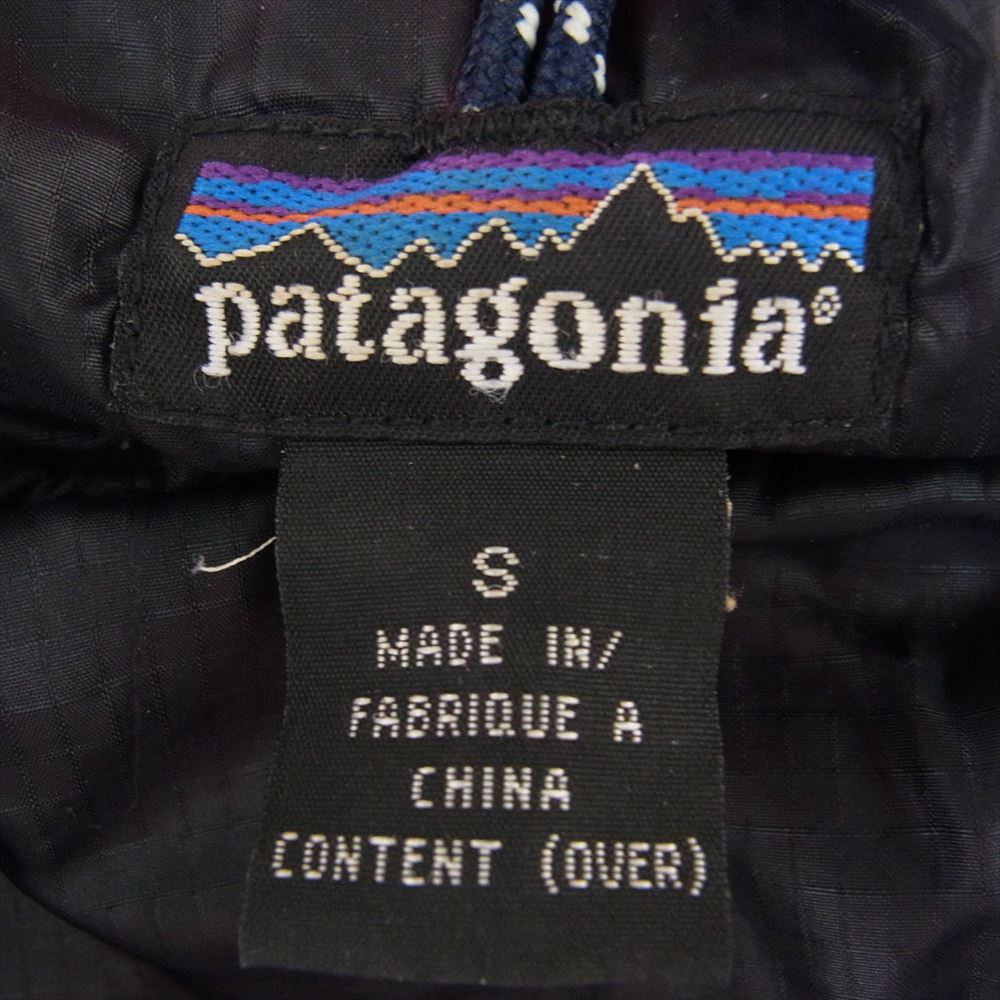 patagonia®
S
MADE IN/
FABRIQUE A
CHINA
CONTENT (OVER)